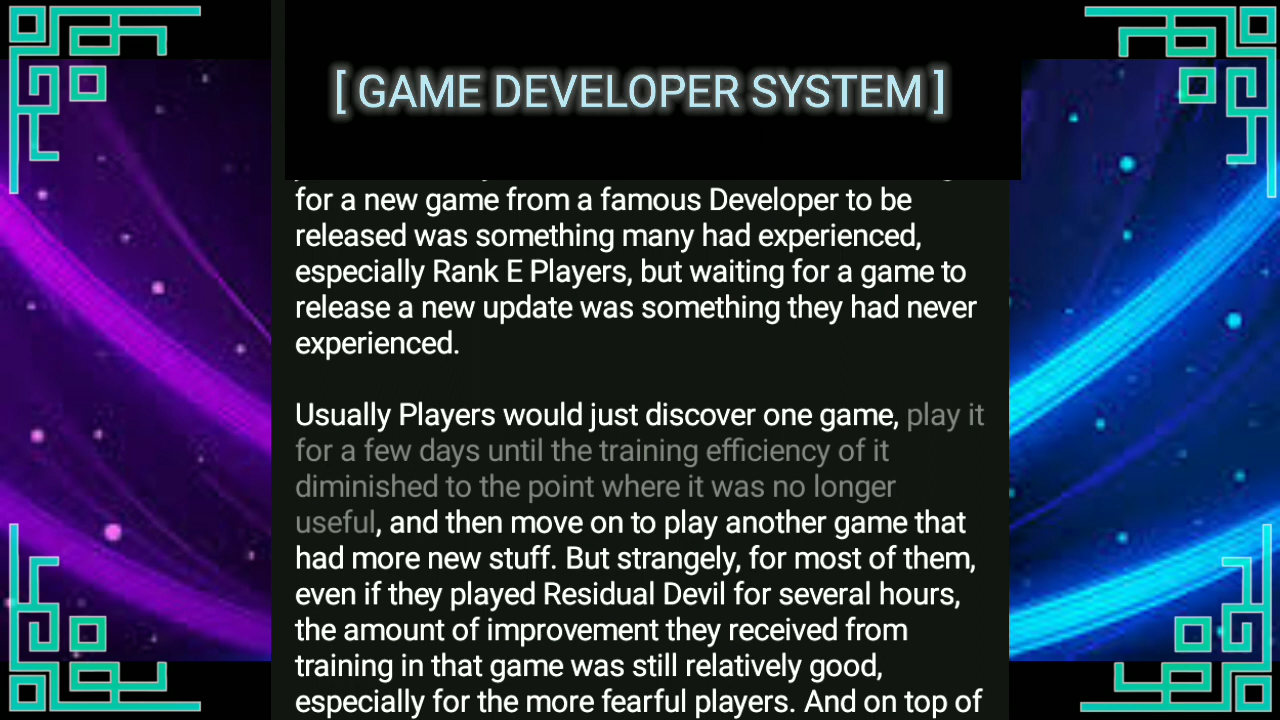 [ GAME DEVELOPER SYSTEM ]
for a new game from a famous Developer to be
released was something many had experienced,
especially Rank E Players, but waiting for a game to
release a new update was something they had never
experienced.
Usually Players would just discover one game, play it
for a few days until the training efficiency of it
diminished to the point where it was no longer
useful, and then move on to play another game that
had more new stuff. But strangely, for most of them,
even if they played Residual Devil for several hours,
the amount of improvement they received from
training in that game was still relatively good,
especially for the more fearful players. And on top of